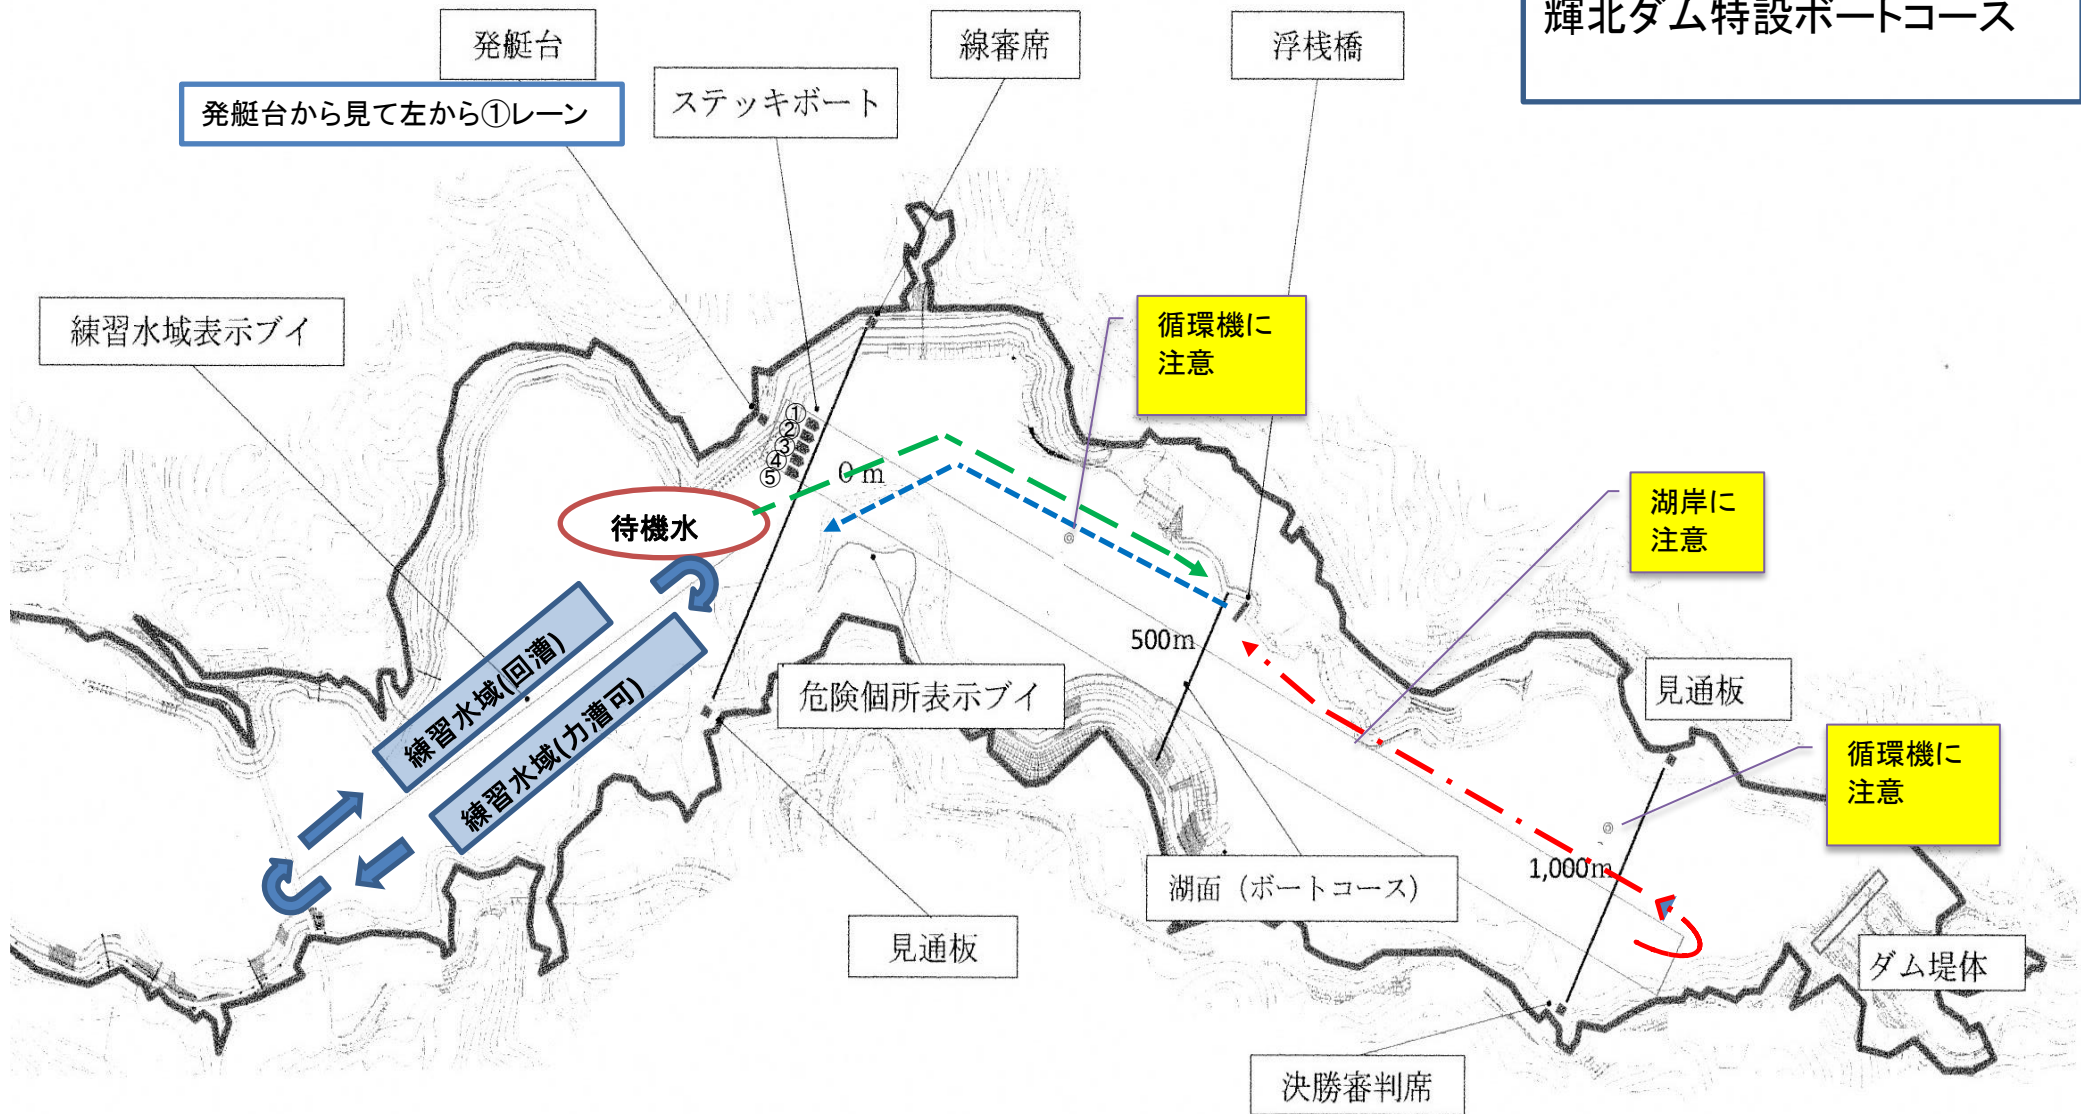 輝北ダム特設ボートコース
発艇台
線審席
浮桟橋
発艇台から見て左から①レーン
ステッキボート
練習水域表示ブイ
循環機に
注意
①
②
③
④
⑤
0 m
待機水
湖岸に
注意
500m
練習水域(回漕)
練習水域(力漕可)
危険個所表示ブイ
見通板
循環機に
注意
1,000m
湖面（ボートコース）
見通板
ダム堤体
決勝審判席